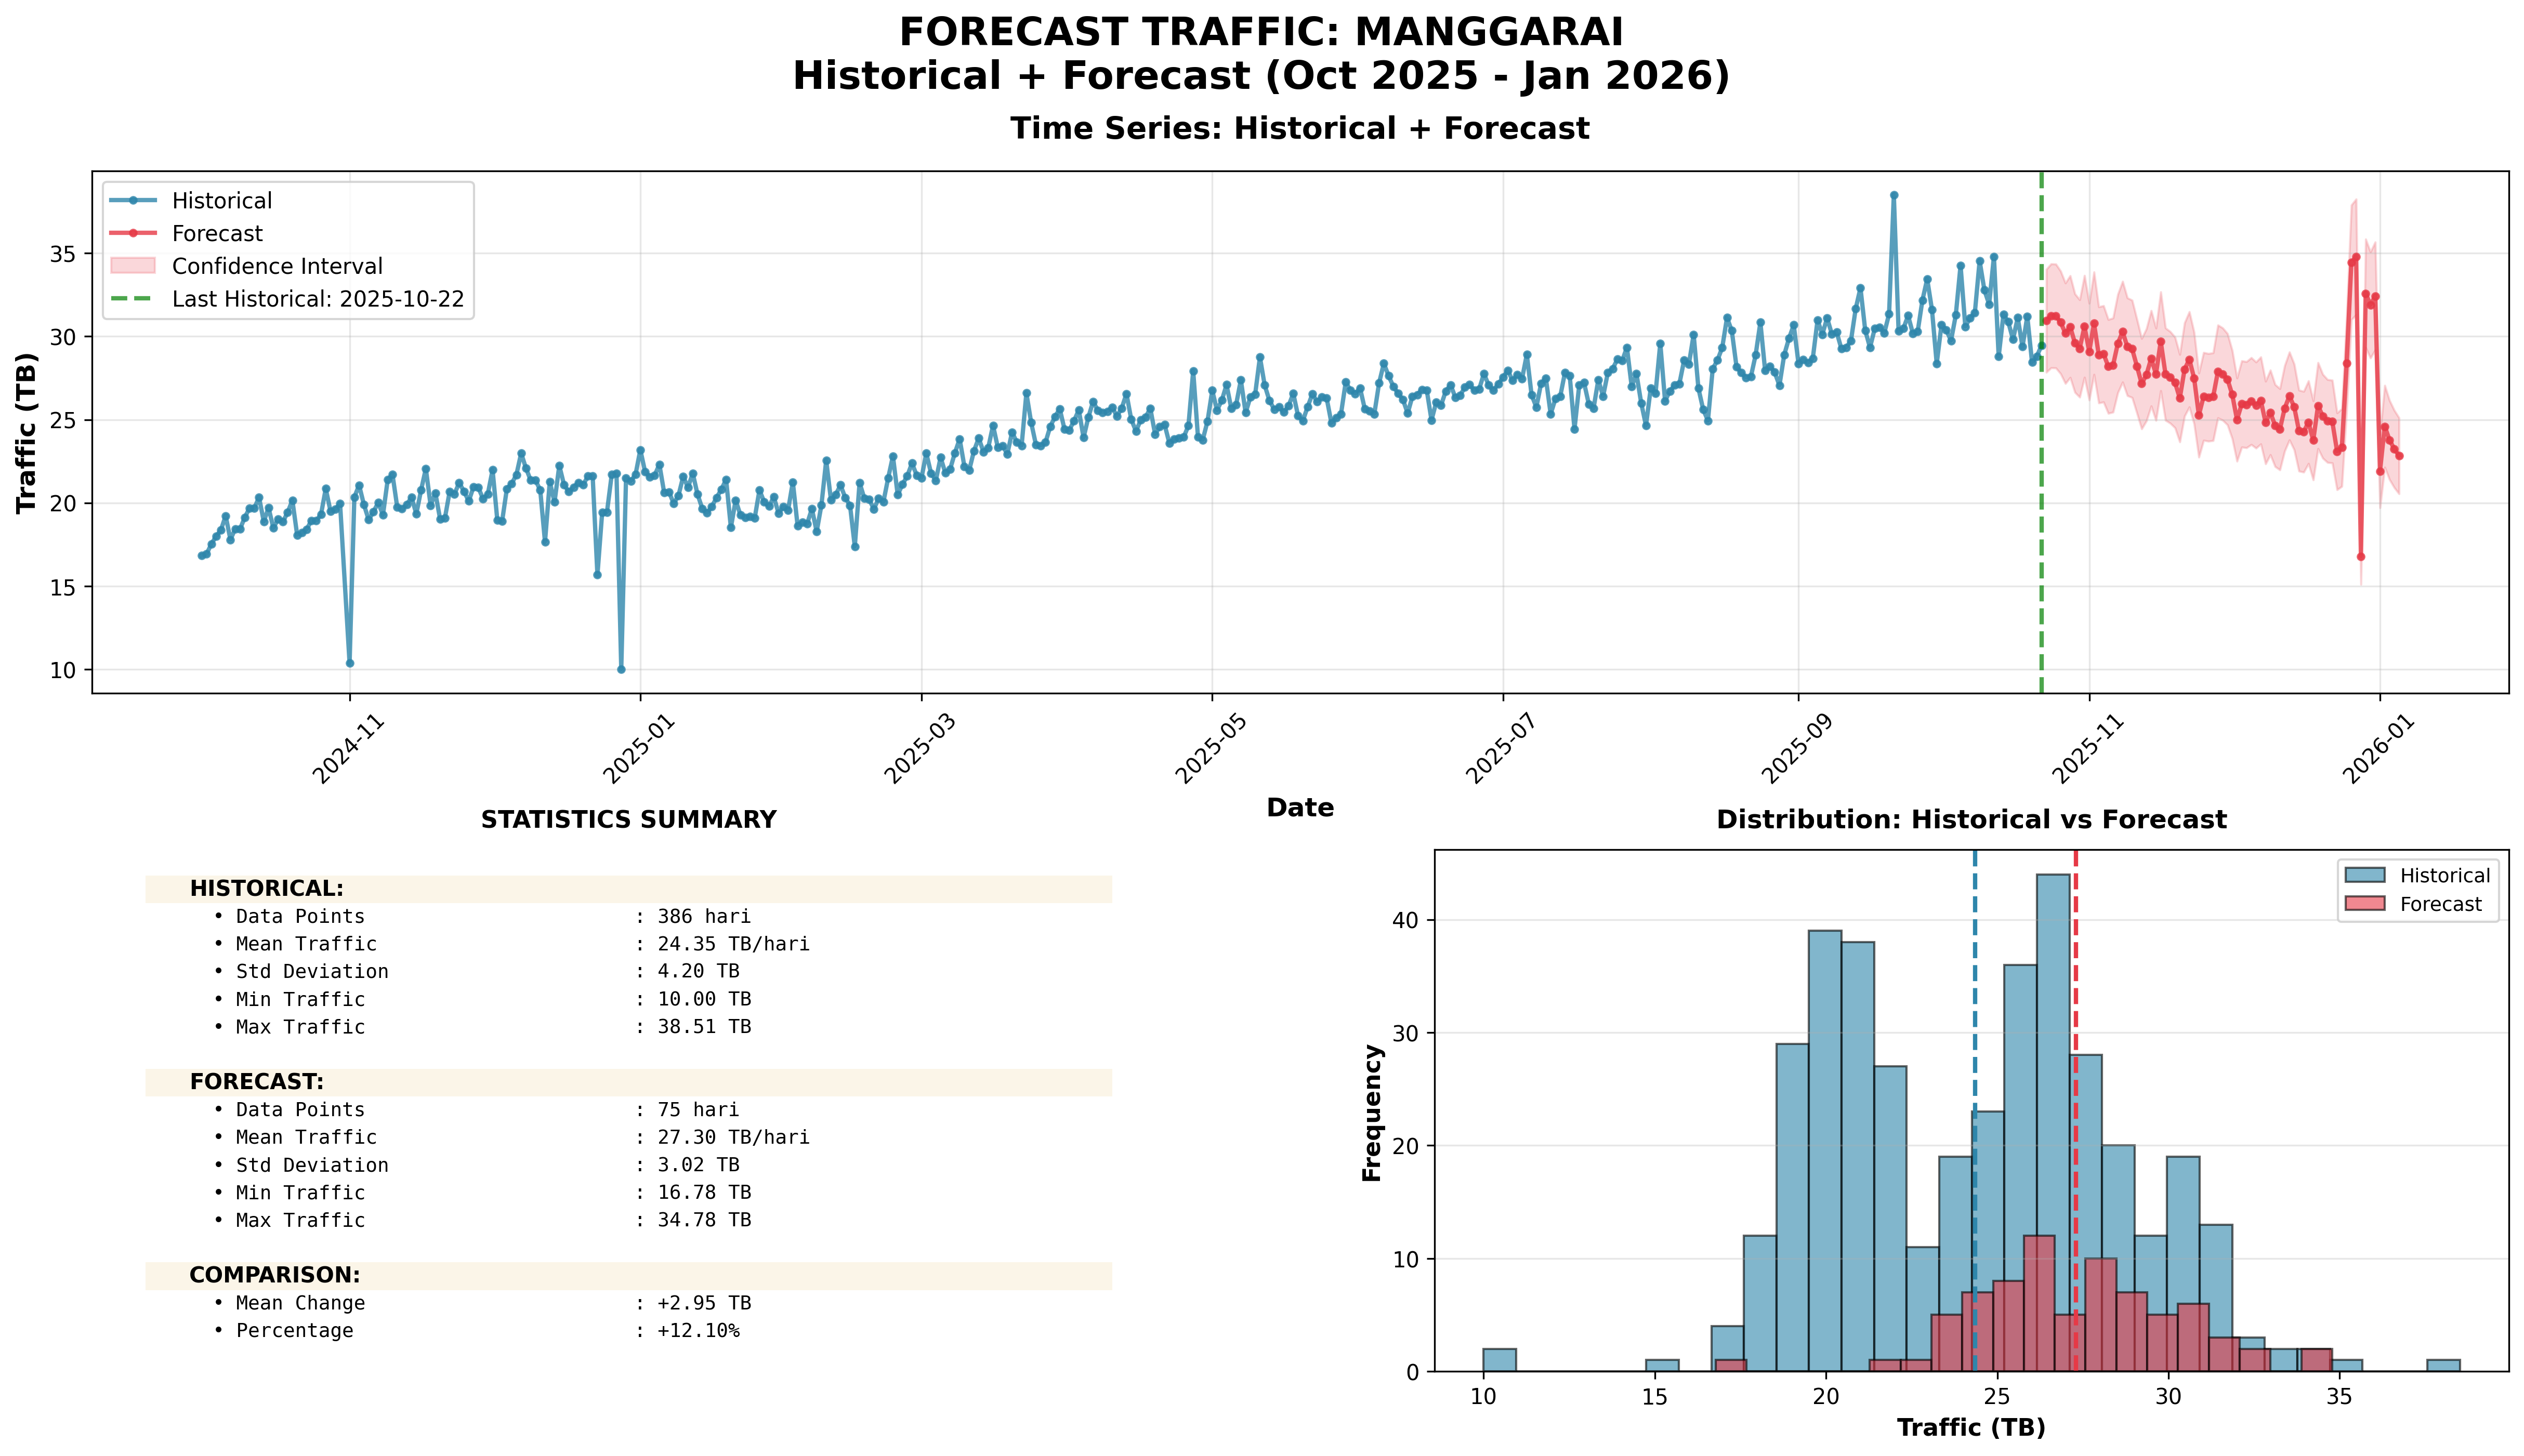 FORECAST TRAFFIC: MANGGARAI
Historical + Forecast (Oct 2025 - Jan 2026)
Time Series: Historical + Forecast
Historical
Forecast
Confidence Interval
Last Historical: 2025-10-22
Traffic (TB)
35
30
25
20
15
10
2024-11
2025-01
2025-03
2025-05
2025-07
2025-09
2025-11
2026-01
Date
STATISTICS SUMMARY
HISTORICAL:
• Data Points : 386 hari
• Mean Traffic : 24.35 TB/hari
• Std Deviation : 4.20 TB
• Min Traffic : 10.00 TB
• Max Traffic : 38.51 TB
FORECAST:
• Data Points : 75 hari
• Mean Traffic : 27.30 TB/hari
• Std Deviation : 3.02 TB
• Min Traffic : 16.78 TB
• Max Traffic : 34.78 TB
COMPARISON:
• Mean Change : +2.95 TB
• Percentage : +12.10%
Distribution: Historical vs Forecast
Historical
Forecast
Frequency
40
30
20
10
0
10
15
20
25
30
35
Traffic (TB)